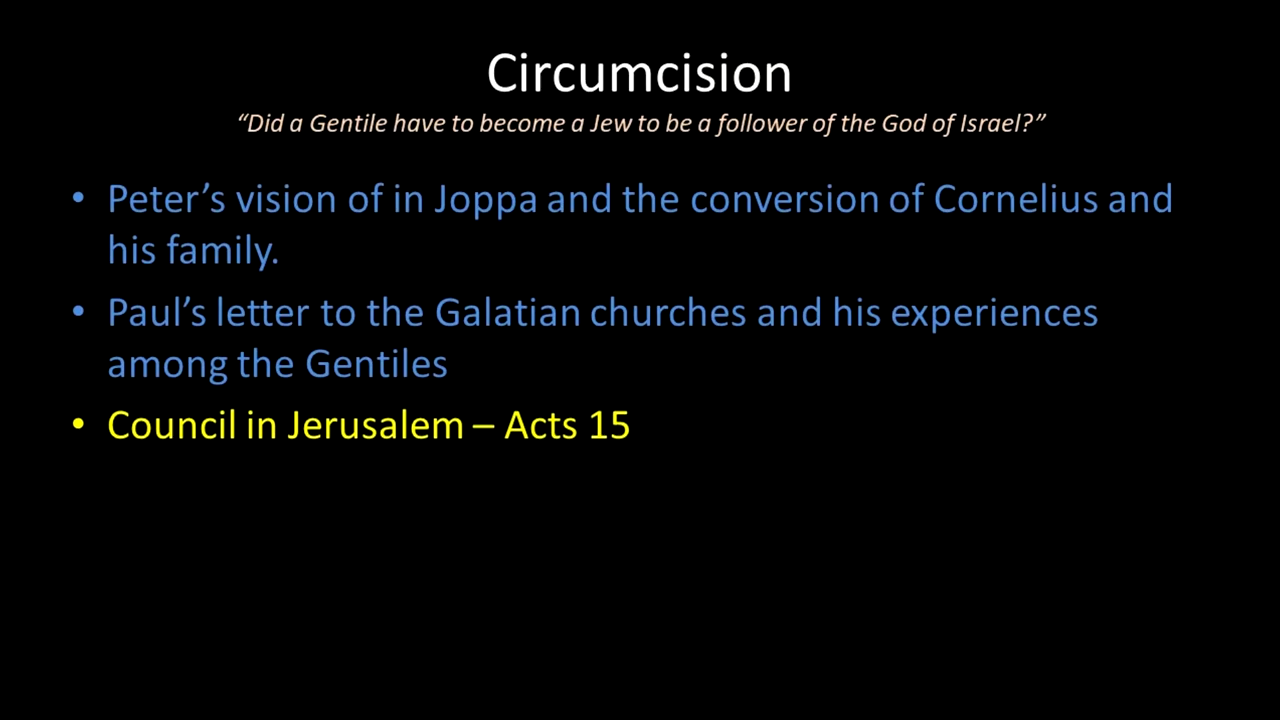 Circumcision
“Did a Gentile have to become a Jew to be a follower of the God of Israel?”
• Peter’s vision of in Joppa and the conversion of Cornelius and
his family.
• Paul’s letter to the Galatian churches and his experiences
among the Gentiles
• Council in Jerusalem – Acts 15